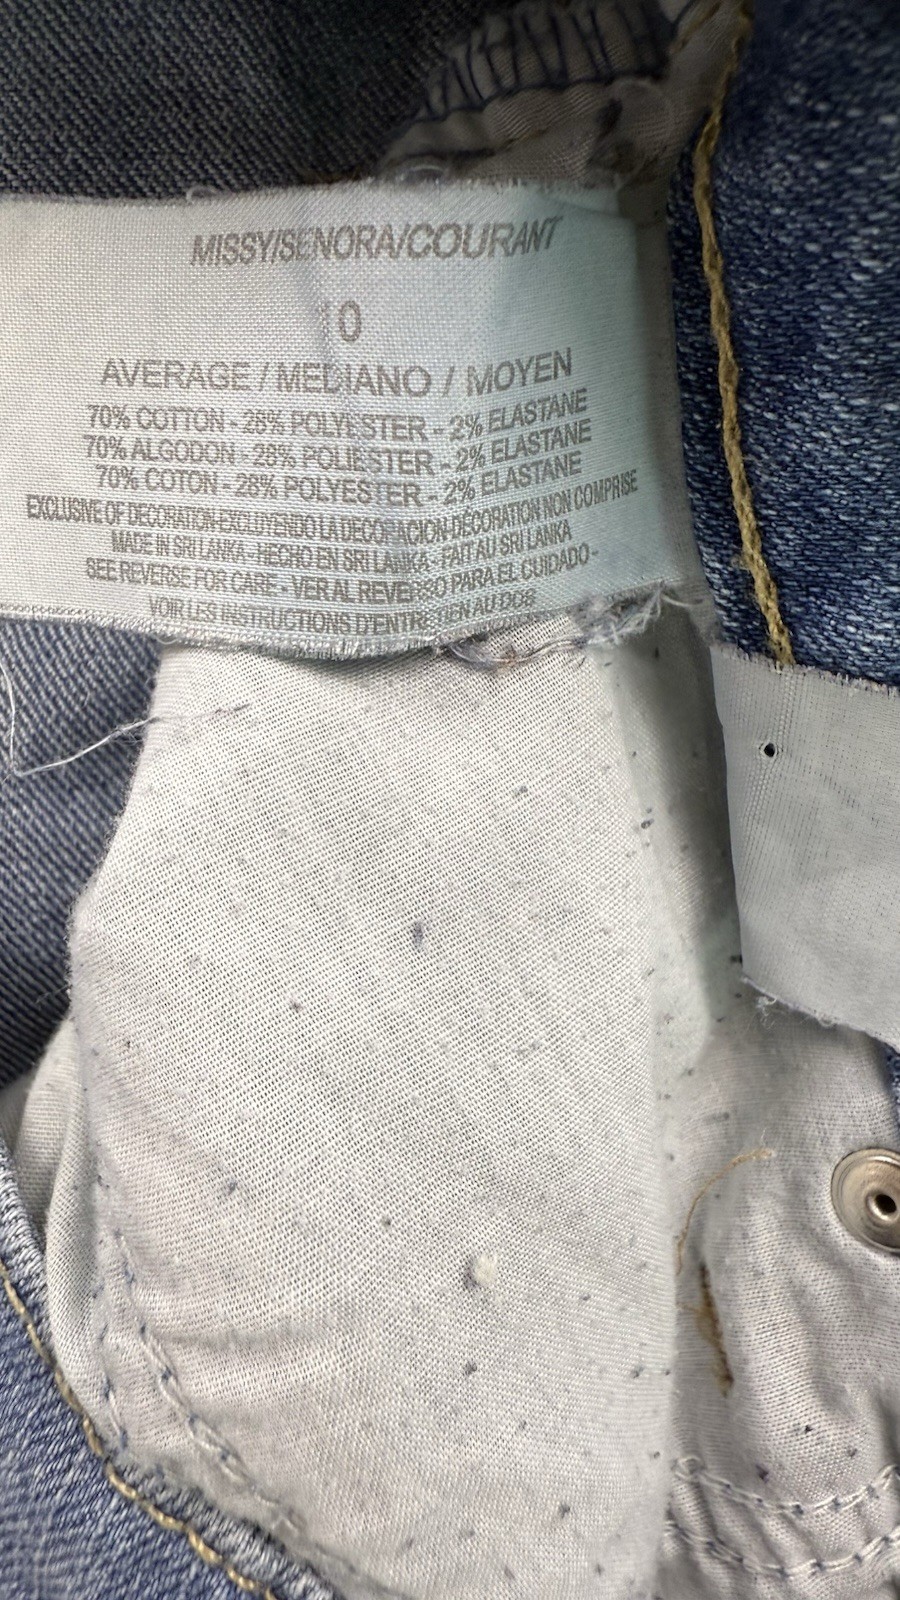 MISSY/SENORA/COURANT
10
AVERAGE / MEDIANO / MOYEN
70% COTTON - 28% POLYESTER - 2% ELASTANE
70% ALGODON - 28% POLIESTER - 2% ELASTANE
70% COTON - 28% POLYESTER - 2% ELASTANE
EXCLUSIVE OF DECORATION-EXCLUYENDO LA DECORACION-DÉCORATION NON COMPRISE
MADE IN SRI LANKA - HECHO EN SRI LANKA - FAIT AU SRI LANKA
SEE REVERSE FOR CARE - VER AL REVERSO PARA EL CUIDADO -
VOIR LES INSTRUCTIONS D'ENTRETIEN AU DOS